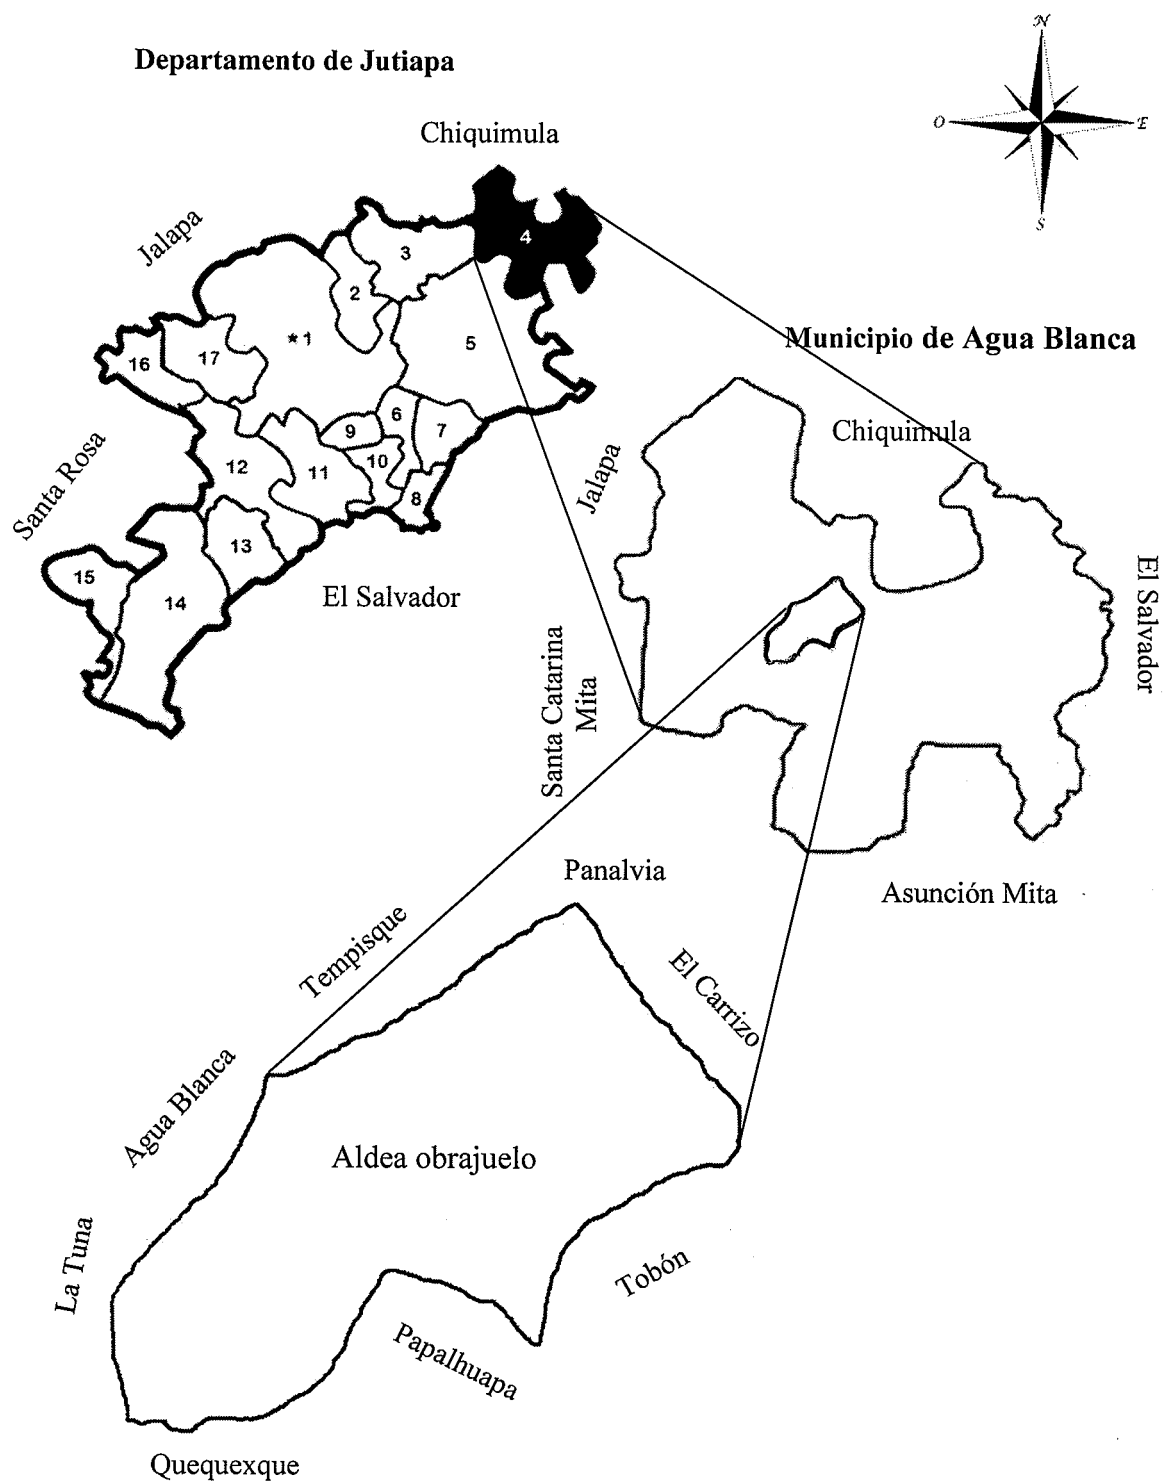 N
Departamento de Jutiapa
O
E
Chiquimula
S
Jalapa
4
3
2
*1
5
Municipio de Agua Blanca
16
17
6
9
7
Chiquimula
Jalapa
Santa Rosa
12
11
10
8
13
15
14
El Salvador
El Salvador
Santa Catarina
Mita
Panalvia
Asunción Mita
Tempisque
El Carrizo
Agua Blanca
Aldea obrajuelo
La Tuna
Tobón
Papalhuapa
Quequexque